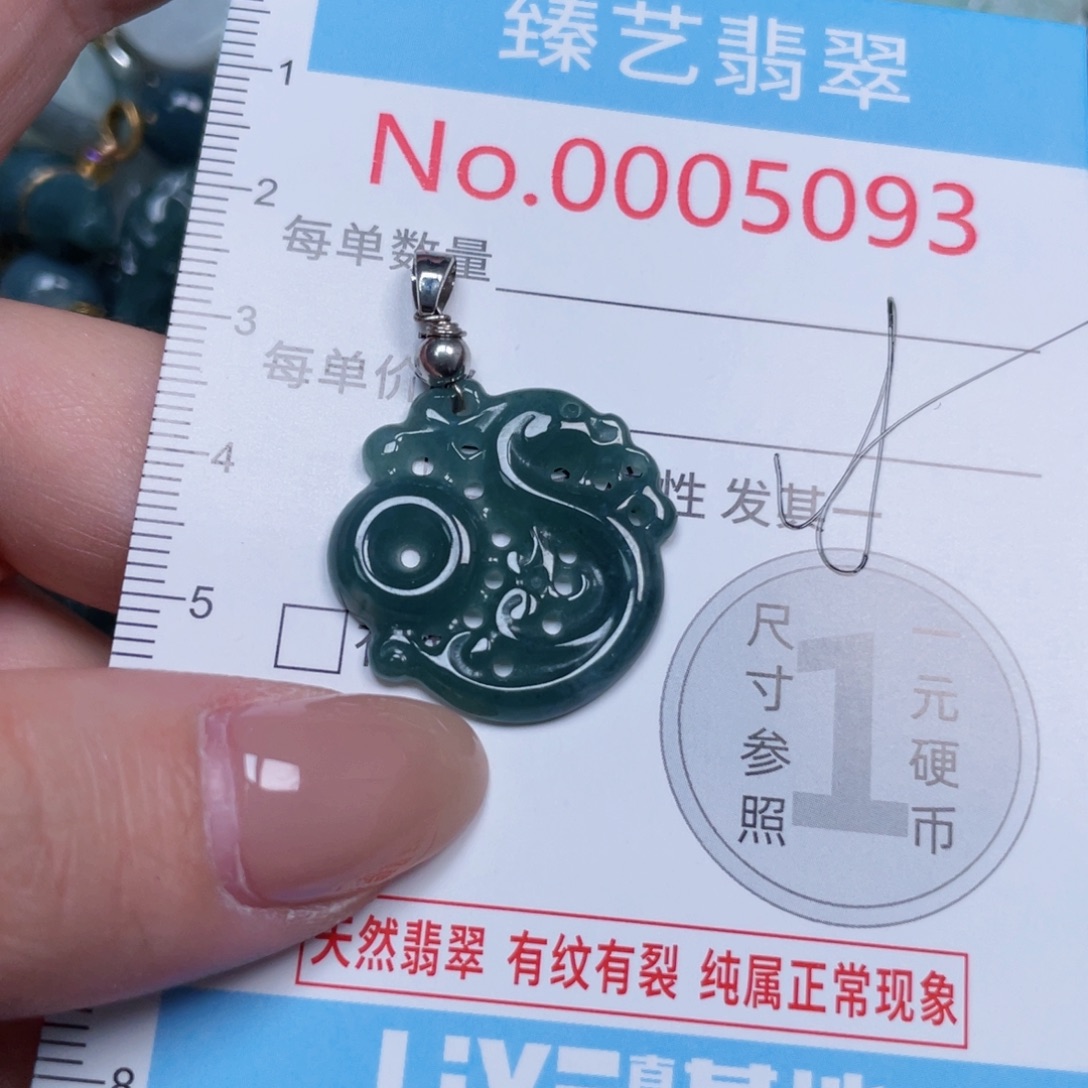 臻艺翡翠
No.0005093
每单数量
每单价
性 发其一
尺寸参照
一元硬币
1
天然翡翠 有纹有裂 纯属正常现象
1
2
3
4
5
8